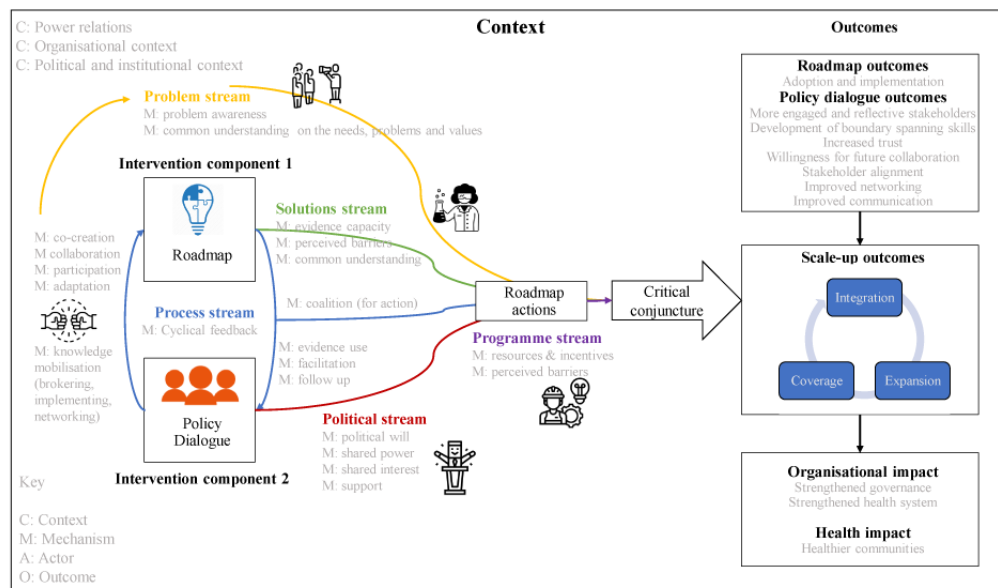 Context
C: Power relations
C: Organisational context
C: Political and institutional context
Problem stream
M: problem awareness
M: common understanding on the needs, problems and values
Intervention component 1
Roadmap
Solutions stream
M: evidence capacity
M: perceived barriers
M: common understanding
M: co-creation
M collaboration
M: participation
M: adaptation
M: knowledge
mobilisation
(brokering,
implementing,
networking)
Process stream
M: Cyclical feedback
M: coalition (for action)
M: evidence use
M: facilitation
M: follow up
Policy
Dialogue
Intervention component 2
Political stream
M: political will
M: shared power
M: shared interest
M: support
Roadmap
actions
Programme stream
M: resources & incentives
M: perceived barriers
Critical
conjuncture
Key
C: Context
M: Mechanism
A: Actor
O: Outcome
Outcomes
Roadmap outcomes
Adoption and implementation
Policy dialogue outcomes
More engaged and reflective stakeholders
Development of boundary spanning skills
Increased trust
Willingness for future collaboration
Stakeholder alignment
Improved networking
Improved communication
Scale-up outcomes
Integration
Coverage
Expansion
Organisational impact
Strengthened governance
Strengthened health system
Health impact
Healthier communities